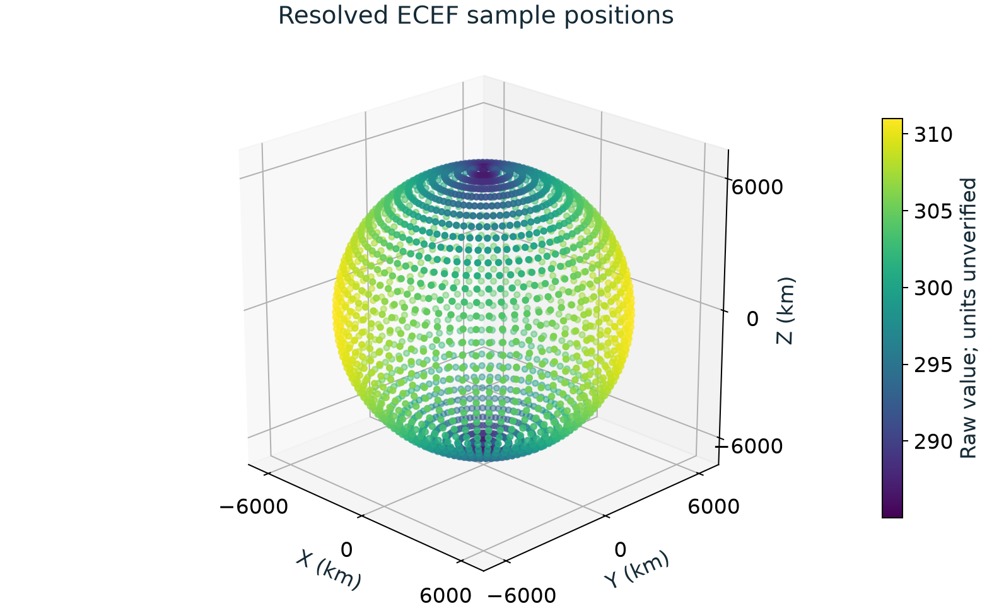 Resolved ECEF sample positions
310
305
300
295
290
Raw value; units unverified
6000
0
−6000
Z (km)
−6000
0
6000
X (km)
−6000
0
6000
Y (km)